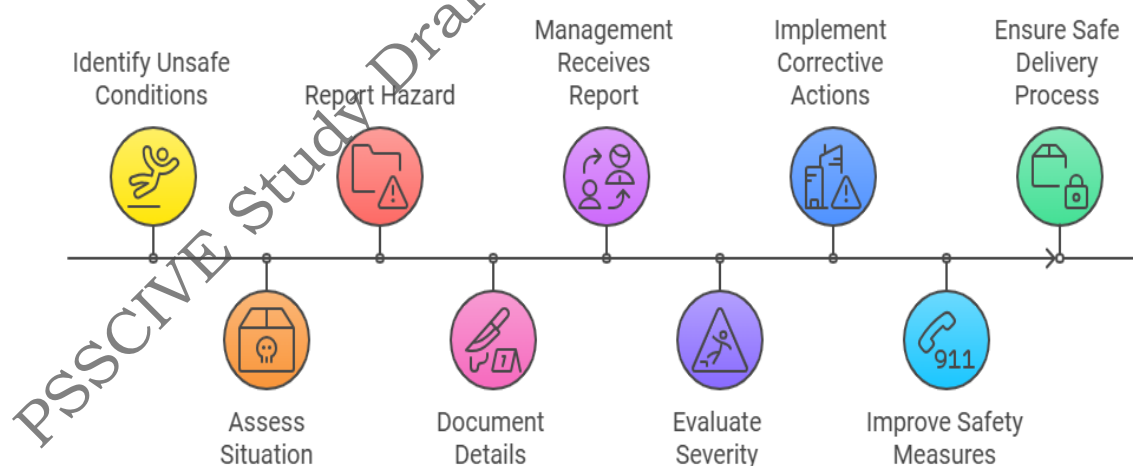 Identify Unsafe
Conditions
Assess
Situation
Report Hazard
Document
Details
Management
Receives
Report
Evaluate
Severity
Implement
Corrective
Actions
911
Improve Safety
Measures
Ensure Safe
Delivery
Process
PSSCIVE Study